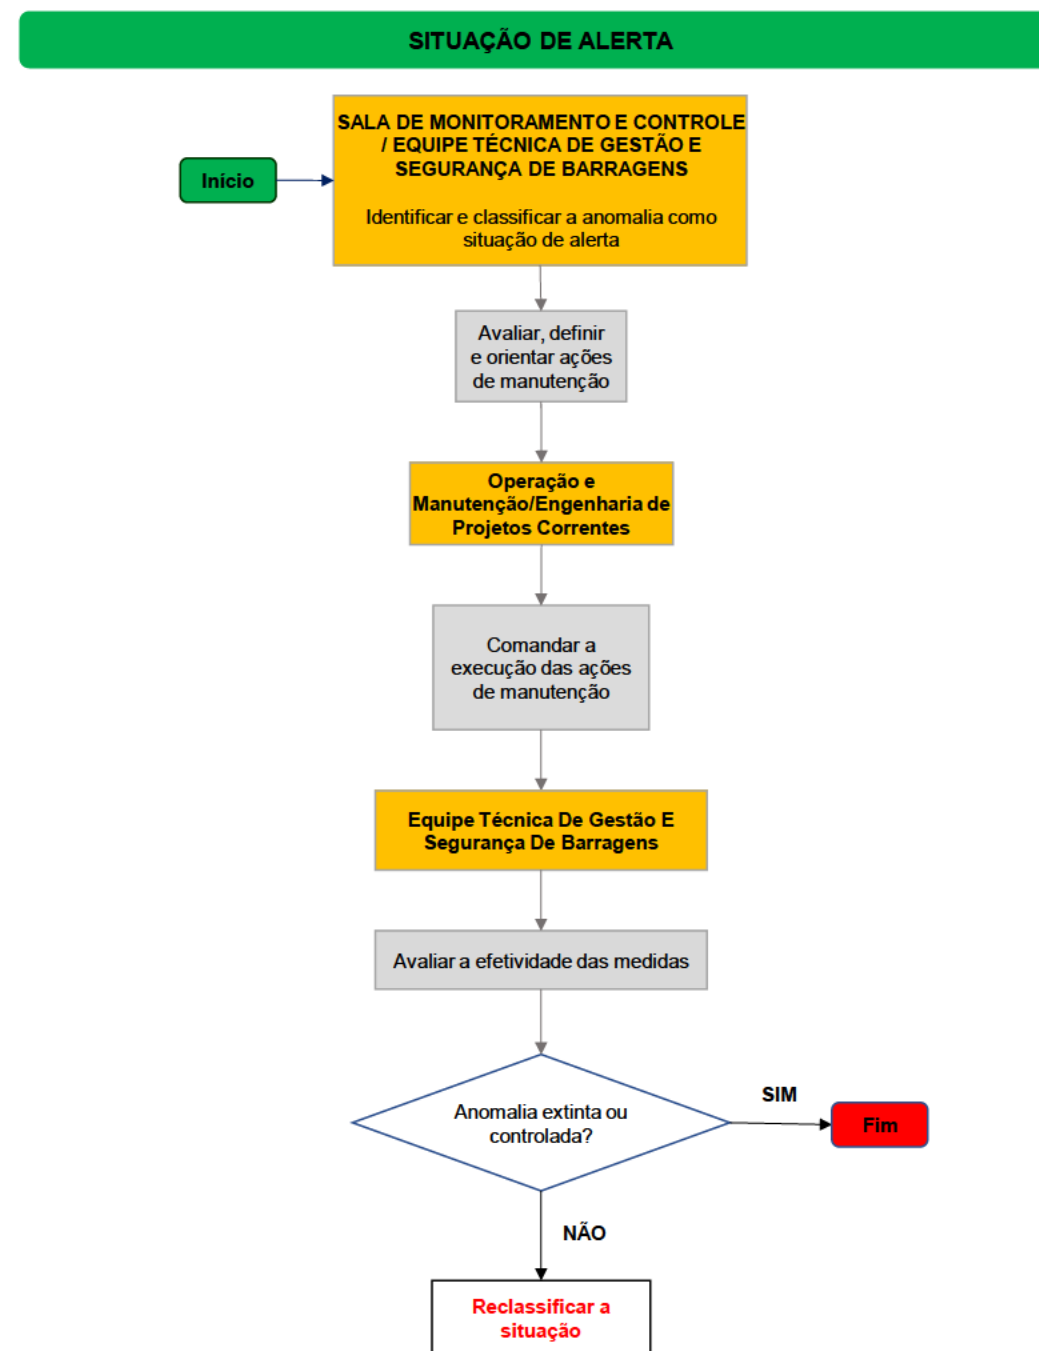 SITUAÇÃO DE ALERTA
SALA DE MONITORAMENTO E CONTROLE
/ EQUIPE TÉCNICA DE GESTÃO E
SEGURANÇA DE BARRAGENS
Início
Identificar e classificar a anomalia como
situação de alerta
Avaliar, definir
e orientar ações
de manutenção
Operação e
Manutenção/Engenharia de
Projetos Correntes
Comandar a
execução das ações
de manutenção
Equipe Técnica De Gestão E
Segurança De Barragens
Avaliar a efetividade das medidas
Anomalia extinta ou
controlada?
SIM
Fim
NÃO
Reclassificar a
situação